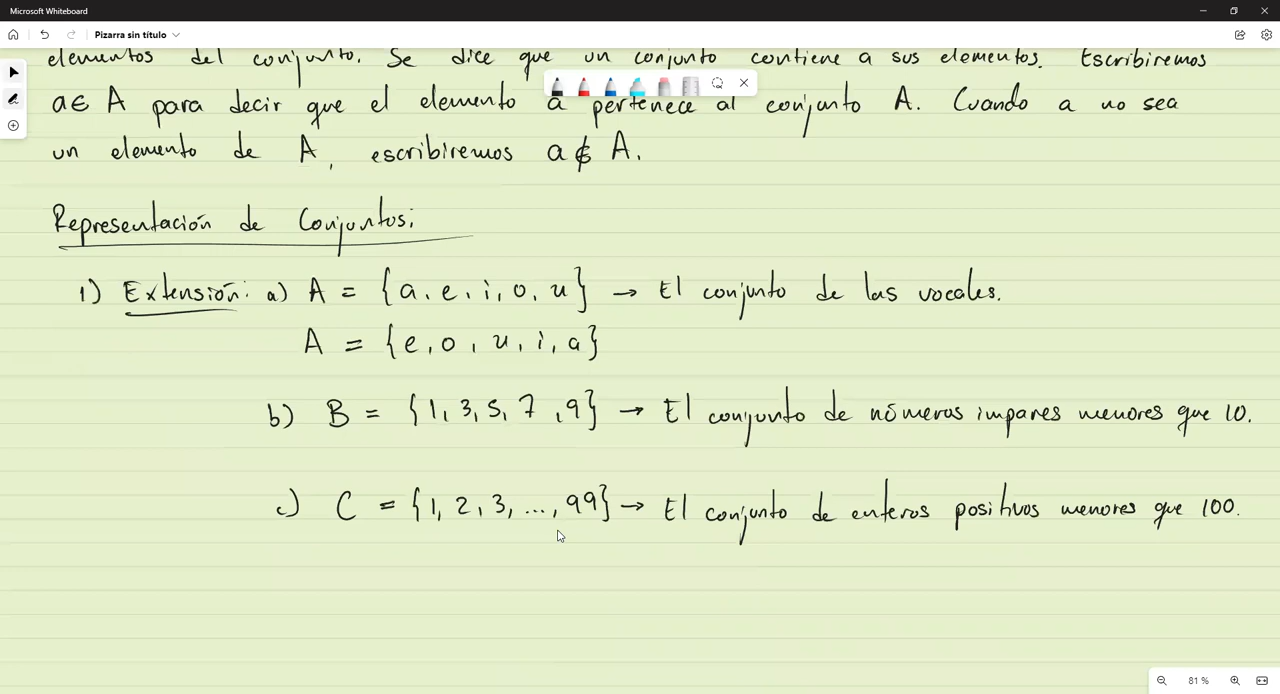 Microsoft Whiteboard
Pizarra sin título
elementos del conjunto. Se dice que un conjunto contiene a sus elementos. Escribiremos
a ∈ A para decir que el elemento a pertenece al conjunto A. Cuando a no sea
un elemento de A, escribiremos a ∉ A.
Representación de Conjuntos:
1) Extensión: a) A = {a, e, i, o, u} → El conjunto de las vocales.
A = {e, o, u, i, a}
b) B = {1, 3, 5, 7, 9} → El conjunto de números impares menores que 10.
c) C = {1, 2, 3, ..., 99} → El conjunto de enteros positivos menores que 100.
81 %